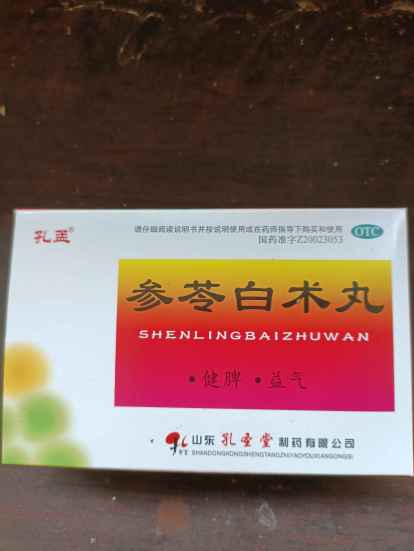 孔孟®
请仔细阅读说明书并按说明使用或在药师指导下购买和使用
国药准字Z20023053
OTC
参苓白术丸
SHENLINGBAIZHUWAN
·健脾 ·益气
山东孔圣堂制药有限公司
SHANDONGKONGSHENGTANGZHIYAOYOUXIANGONGSI